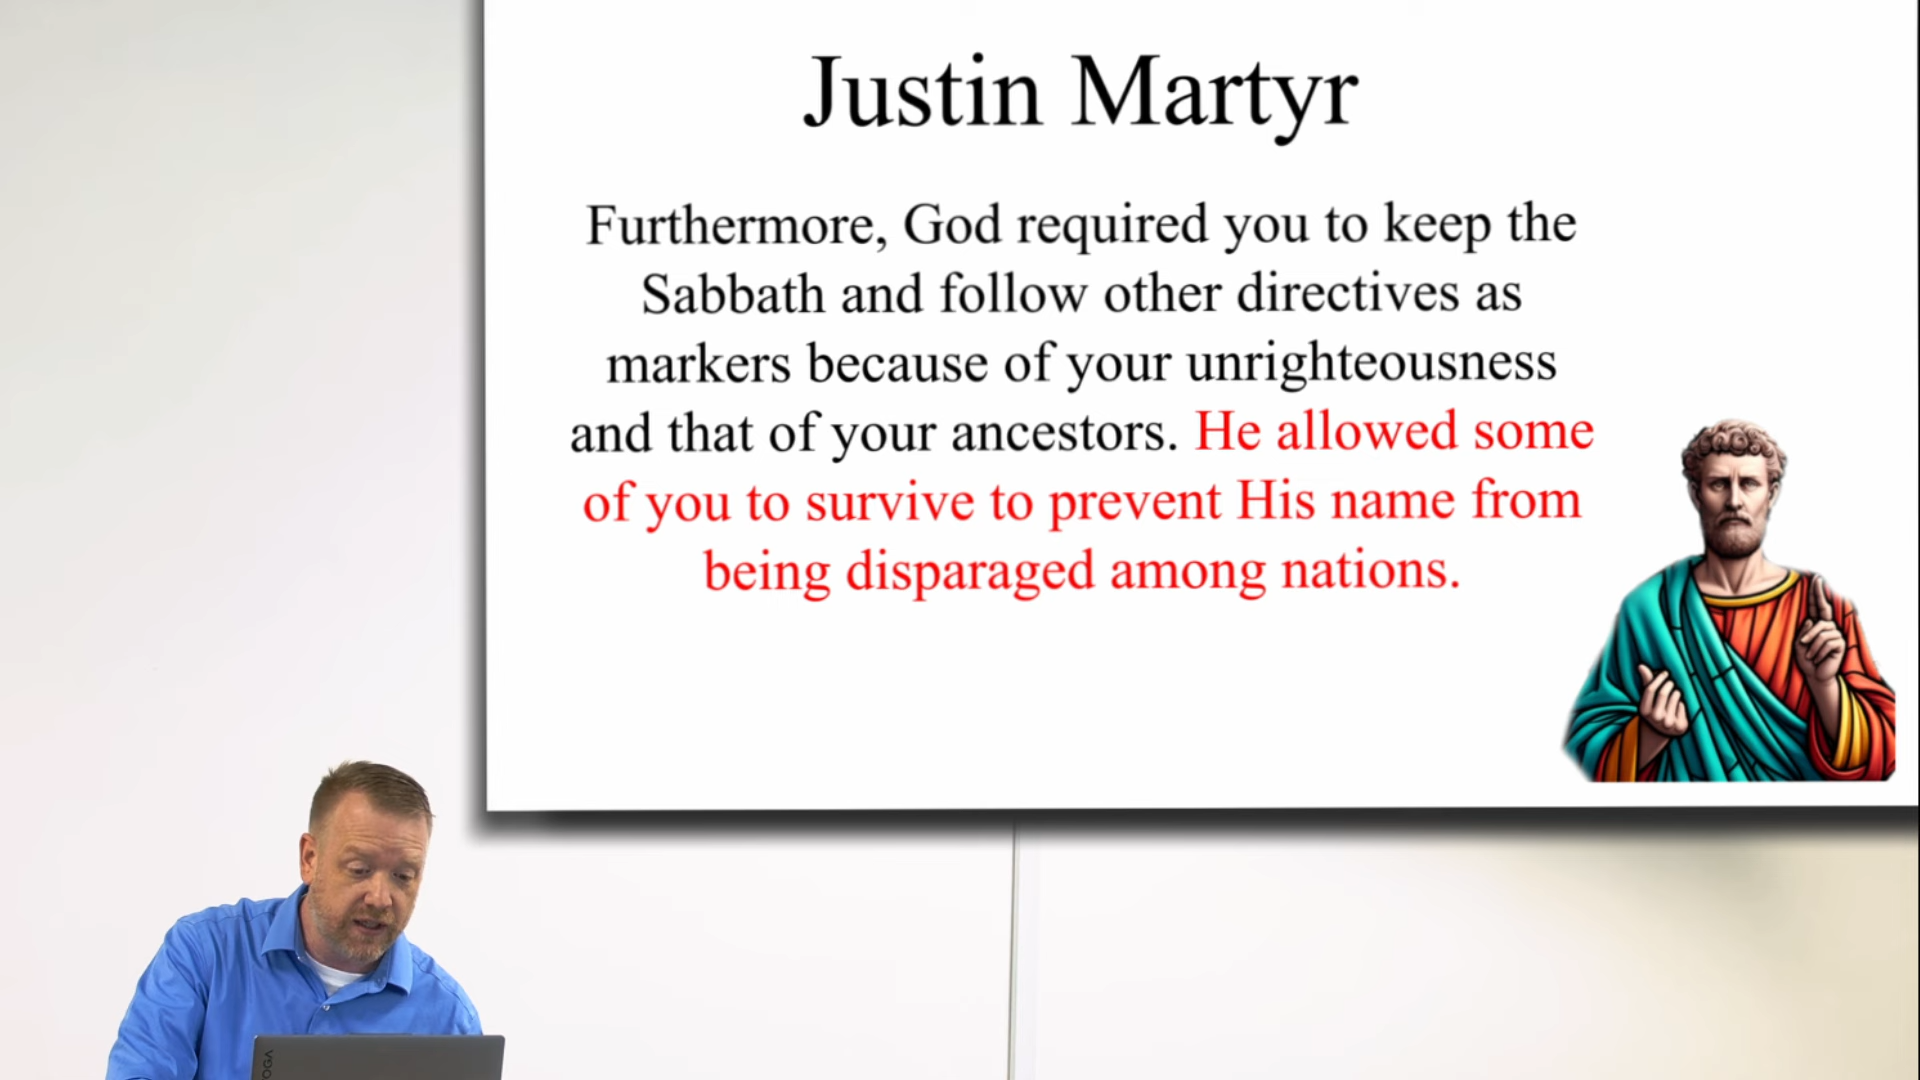 Justin Martyr
Furthermore, God required you to keep the
Sabbath and follow other directives as
markers because of your unrighteousness
and that of your ancestors. He allowed some
of you to survive to prevent His name from
being disparaged among nations.
YOGA